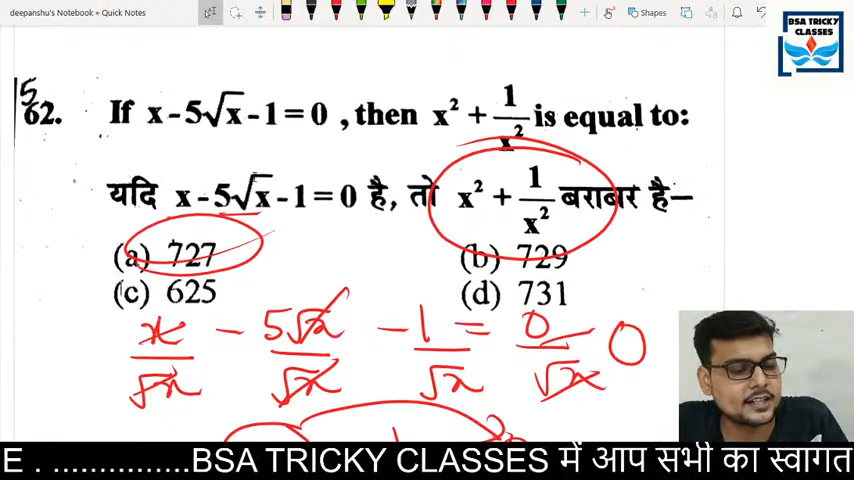 deepanshu's Notebook » Quick Notes
Shapes
BSA TRICKY
CLASSES
5
62. If x - 5√x - 1 = 0 , then x² + 1/x² is equal to:
यदि x - 5√x - 1 = 0 है, तो x² + 1/x² बराबर है–
(a) 727 (b) 729
(c) 625 (d) 731
x/√x - 5√x/√x - 1/√x = 0/√x 0
E . ...............BSA TRICKY CLASSES में आप सभी का स्वागत